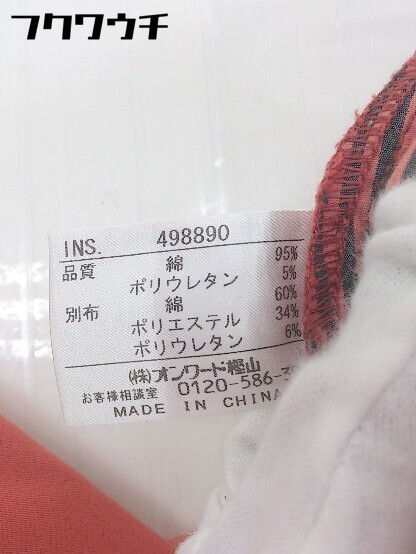 フクワウチ
INS. 498890
品質 綿 95%
ポリウレタン 5%
別布 綿 60%
ポリエステル 34%
ポリウレタン 6%
㈱オンワード樫山
お客様相談室 0120-586-3
MADE IN CHINA